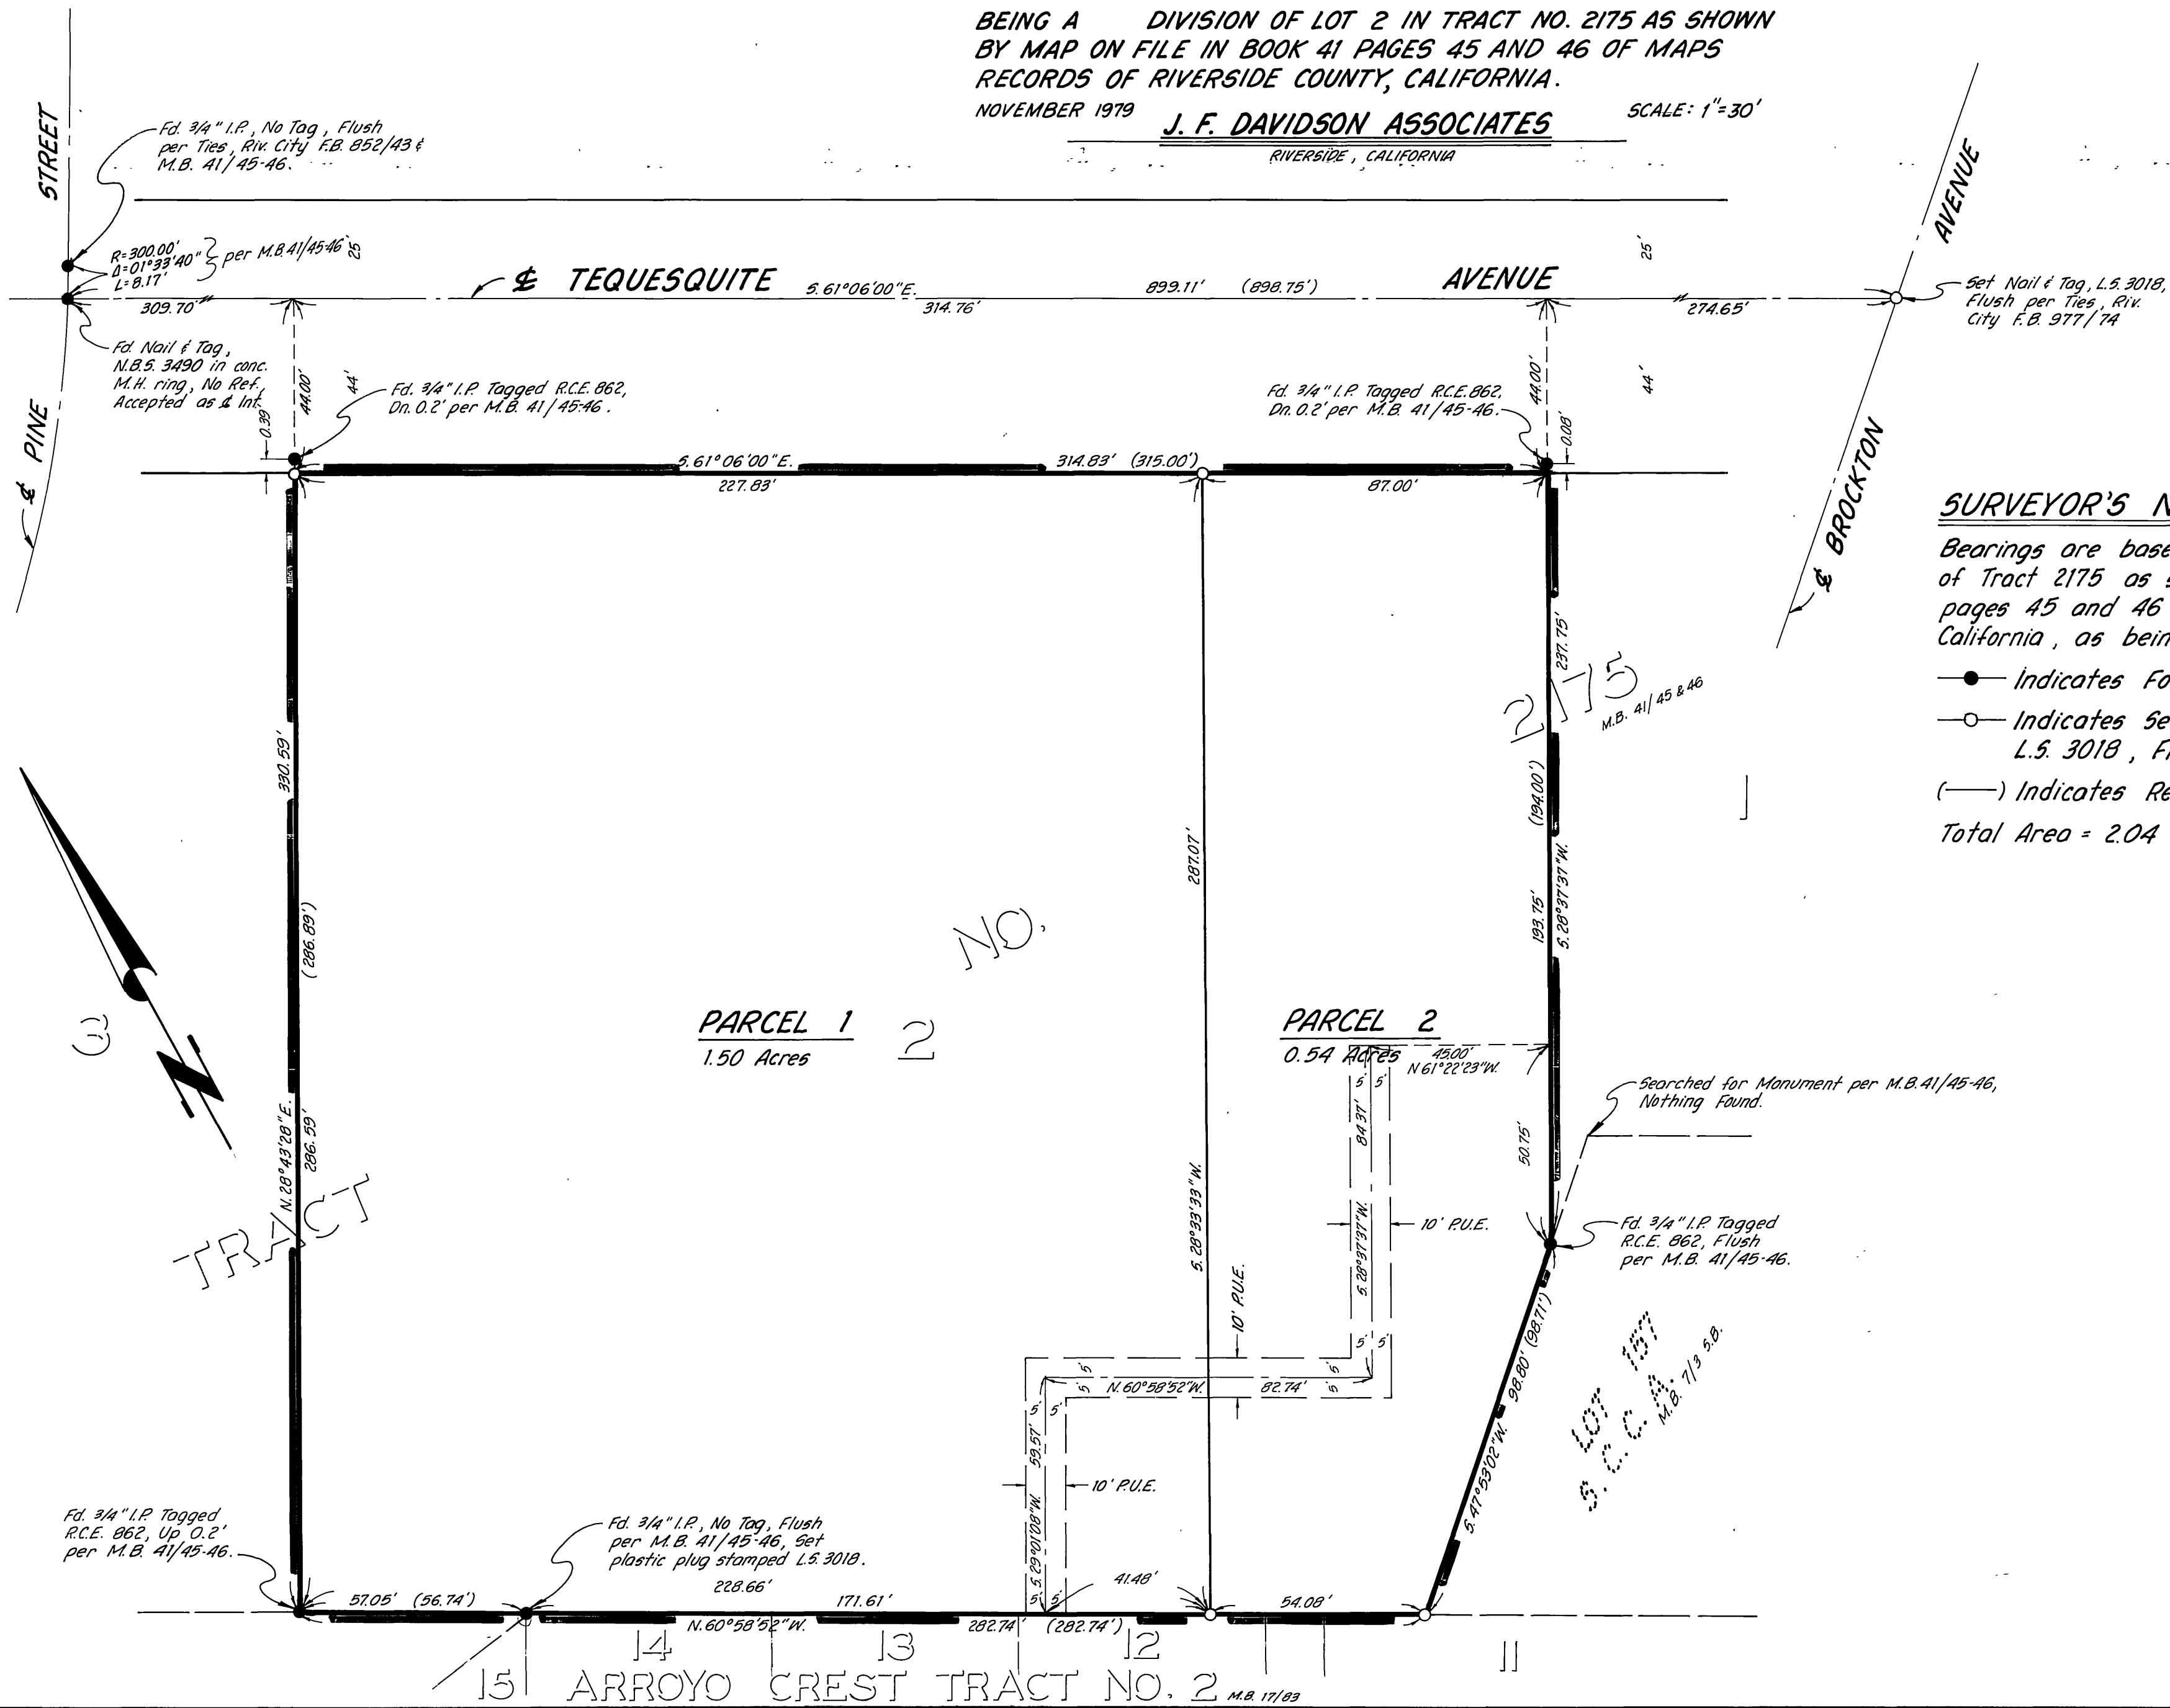 BEING A DIVISION OF LOT 2 IN TRACT NO. 2175 AS SHOWN
BY MAP ON FILE IN BOOK 41 PAGES 45 AND 46 OF MAPS
RECORDS OF RIVERSIDE COUNTY, CALIFORNIA.
NOVEMBER 1979
J. F. DAVIDSON ASSOCIATES
SCALE: 1"=30'
RIVERSIDE, CALIFORNIA
STREET
Fd. 3/4" I.P., No Tag, Flush
per Ties, Riv. City F.B. 852/43 &
M.B. 41/45-46.
R=300.00'
Δ=01°33'40"
L=8.17'
per M.B. 41/45-46
25
℄ TEQUESQUITE
AVENUE
S.61°06'00"E.
899.11' (898.75')
309.70'
314.76'
274.65'
25'
AVENUE
Set Nail & Tag, L.S. 3018,
Flush per Ties, Riv.
City F.B. 977/74
Fd. Nail & Tag,
N.B.S. 3490 in conc.
M.H. ring, No Ref.,
Accepted as ℄ Int.
℄ PINE
0.39'
44.00'
44'
Fd. 3/4" I.P. Tagged R.C.E. 862,
Dn. 0.2' per M.B. 41/45-46.
Fd. 3/4" I.P. Tagged R.C.E. 862,
Dn. 0.2' per M.B. 41/45-46.
44.00'
0.08'
44'
℄ BROCKTON
S.61°06'00"E.
314.83' (315.00')
227.83'
87.00'
SURVEYOR'S N
Bearings are base
of Tract 2175 as s
pages 45 and 46
California, as bein
Indicates Fo
Indicates Se
L.S. 3018, Fl
(—) Indicates Re
Total Area = 2.04
330.59'
(286.89')
N.28°43'28"E.
286.59'
287.07'
S.28°33'33"W.
237.75'
(194.00')
193.75'
S.28°37'37"W.
50.75'
2175
M.B. 41/45 & 46
1
3
N
TRACT
NO.
PARCEL 1
1.50 Acres
2
PARCEL 2
0.54 Acres
45.00'
N61°22'23"W.
5' 5'
84.37'
S.28°37'37"W.
10' P.U.E.
5' 5'
Searched for Monument per M.B. 41/45-46,
Nothing Found.
Fd. 3/4" I.P. Tagged
R.C.E. 862, Flush
per M.B. 41/45-46.
10' P.U.E.
5'
5'
N.60°58'52"W.
82.74'
5'
5'
5' 5'
59.57'
S.29°01'08"W.
10' P.U.E.
5' 5'
S.47°53'02"W.
98.80' (98.71')
LOT 157
S. C. C. A.
M.B. 7/3 S.B.
Fd. 3/4" I.P. Tagged
R.C.E. 862, Up 0.2'
per M.B. 41/45-46.
Fd. 3/4" I.P., No Tag, Flush
per M.B. 41/45-46, Set
plastic plug stamped L.S. 3018.
228.66'
41.48'
57.05' (56.74')
171.61'
54.08'
N.60°58'52"W.
282.74' (282.74')
14
13
12
11
15
ARROYO CREST TRACT NO. 2
M.B. 17/83